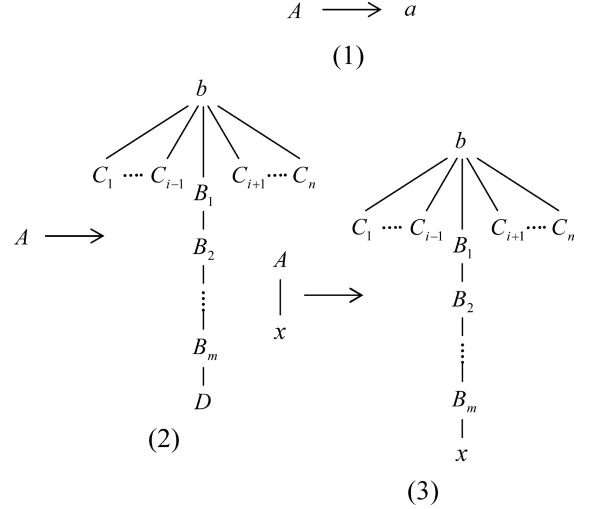 A → a
(1)
b
C₁ ···· Cᵢ₋₁ B₁ Cᵢ₊₁ ···· Cₙ
A →
B₂
⋮
Bₘ
D
(2)
A
x
→
b
C₁ ···· Cᵢ₋₁ B₁ Cᵢ₊₁ ···· Cₙ
B₂
⋮
Bₘ
x
(3)